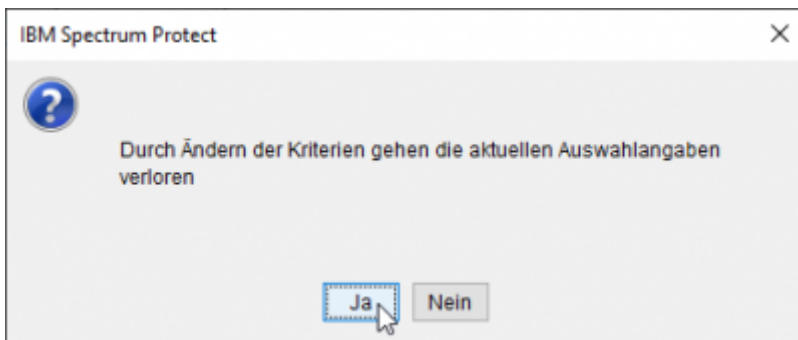 IBM Spectrum Protect
?
Durch Ändern der Kriterien gehen die aktuellen Auswahlangaben
verloren
Ja Nein